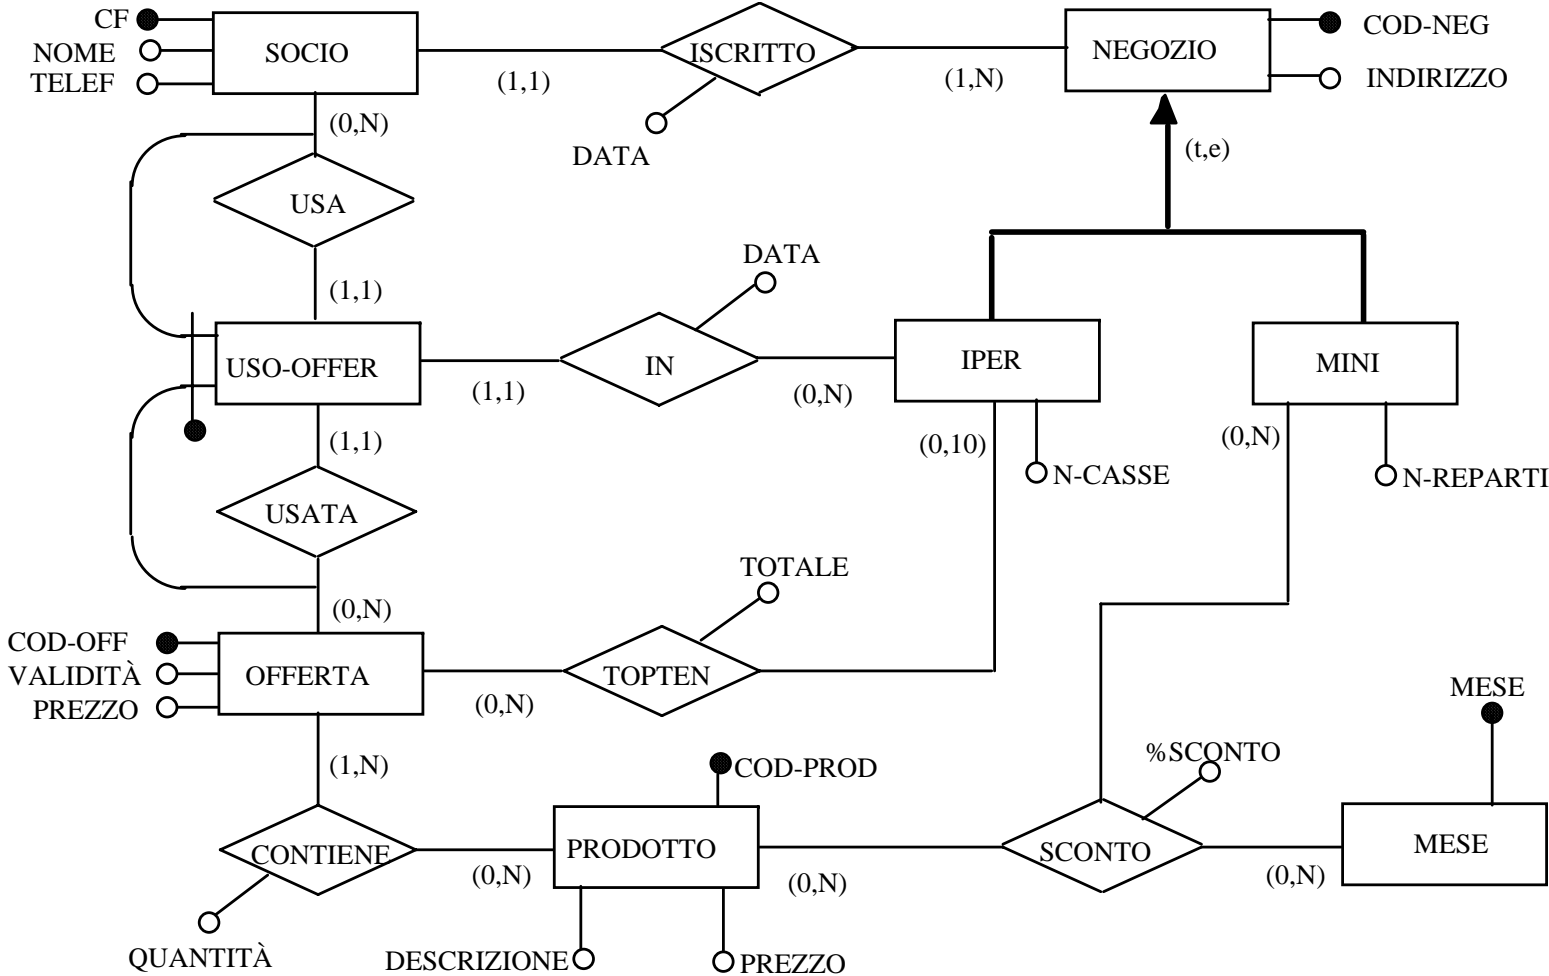 CF
NOME
TELEF
SOCIO
(1,1)
ISCRITTO
DATA
(1,N)
NEGOZIO
COD-NEG
INDIRIZZO
(0,N)
(t,e)
USA
(1,1)
DATA
USO-OFFER
(1,1)
IN
(0,N)
IPER
MINI
(1,1)
(0,10)
N-CASSE
(0,N)
N-REPARTI
USATA
(0,N)
TOTALE
COD-OFF
VALIDITÀ
PREZZO
OFFERTA
(0,N)
TOPTEN
MESE
(1,N)
COD-PROD
%SCONTO
CONTIENE
(0,N)
PRODOTTO
(0,N)
SCONTO
(0,N)
MESE
QUANTITÀ
DESCRIZIONE
PREZZO